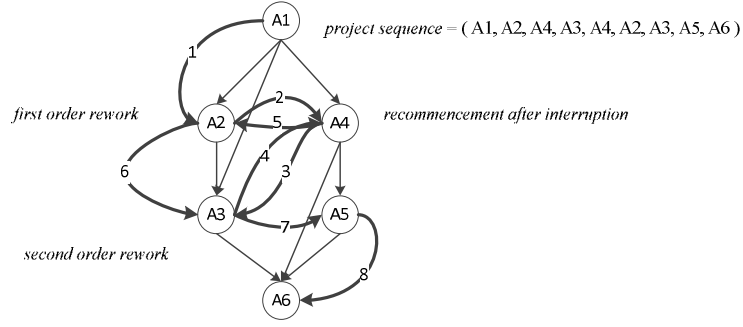 A1
project sequence = ( A1, A2, A4, A3, A4, A2, A3, A5, A6 )
1
2
first order rework
A2
5
A4
recommencement after interruption
4
6
3
A3
7
A5
second order rework
8
A6